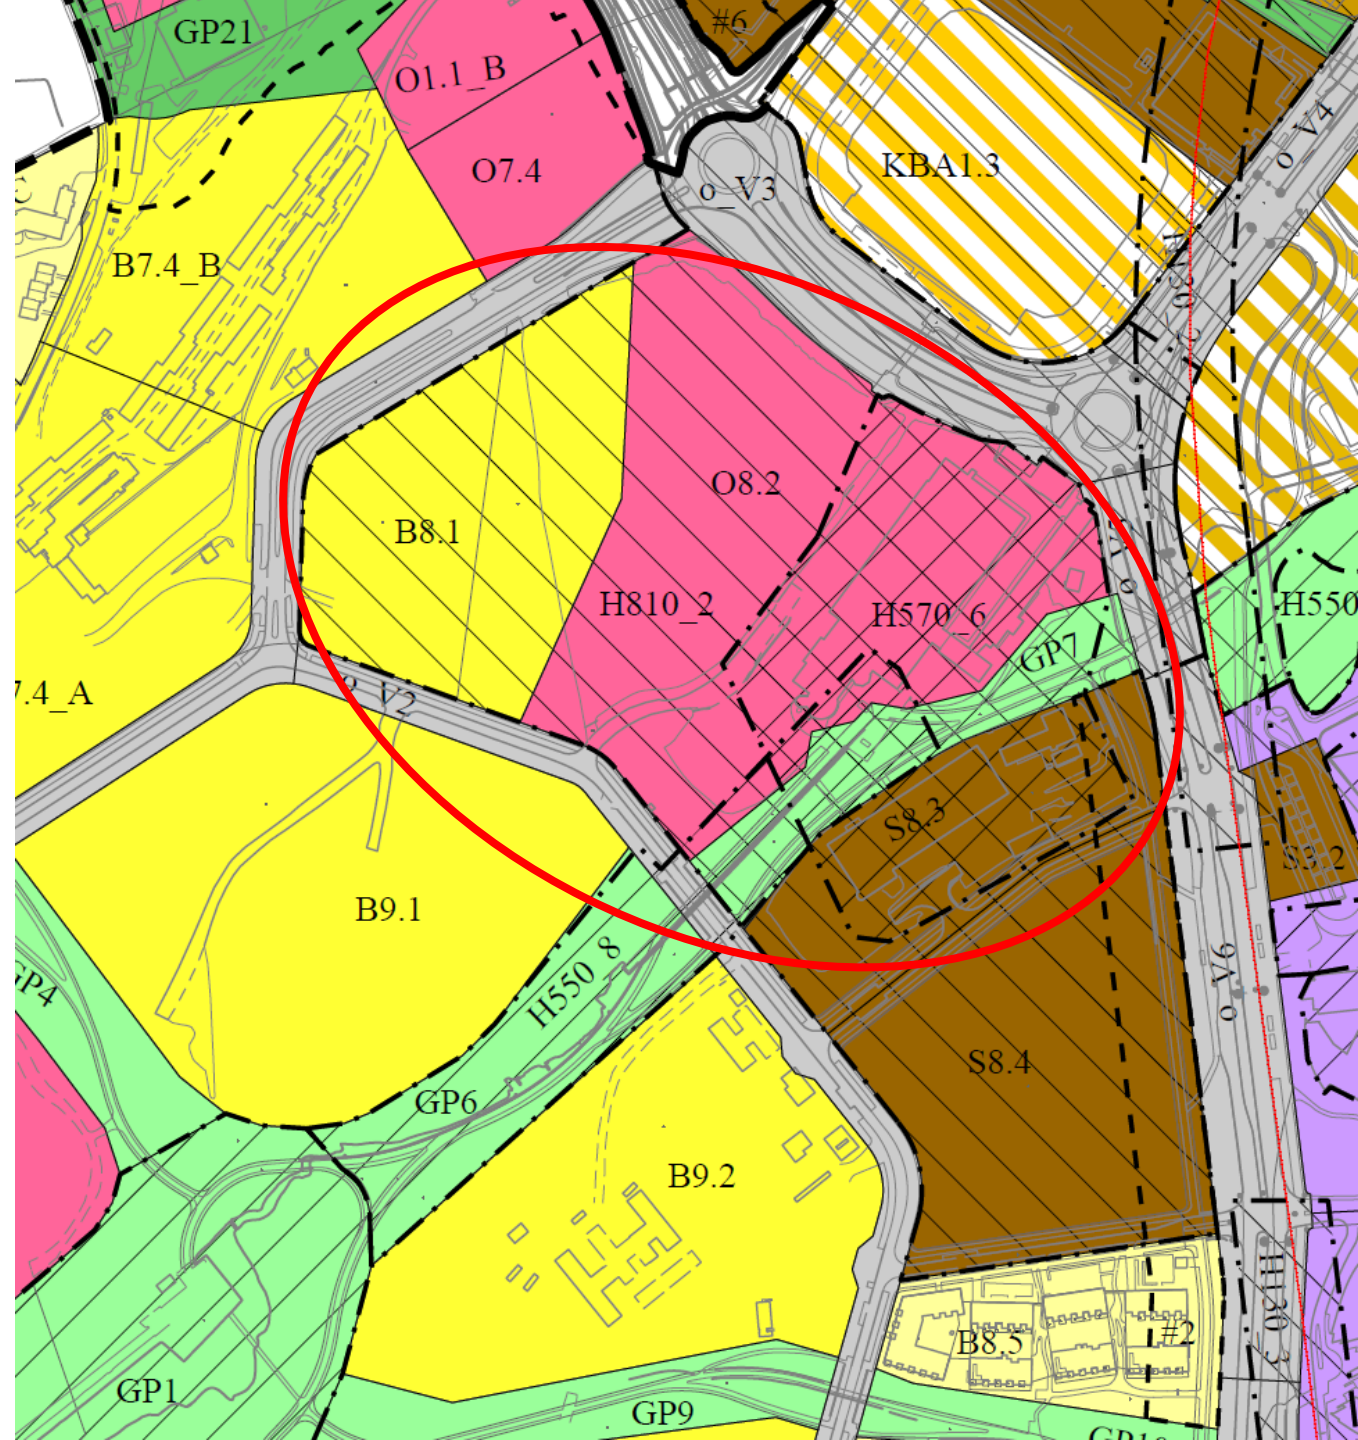 #6
GP21
O1.1_B
O7.4
o_V3
KBA1.3
o_V4
B7.4_B
O8.2
B8.1
H810_2
H570_6
H550
GP7
7.4_A
o_V2
S8.3
S9.2
B9.1
H550_8
GP4
o_V6
S8.4
GP6
B9.2
B8.5
#2
GP1
GP9